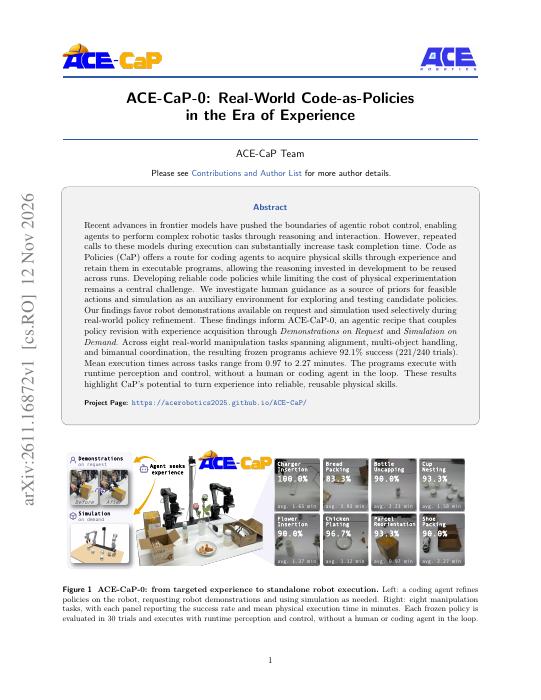 ACE-CaP
ACE
ROBOTICS
ACE-CaP-0: Real-World Code-as-Policies
in the Era of Experience
ACE-CaP Team
Please see Contributions and Author List for more author details.
arXiv:2611.16872v1 [cs.RO] 12 Nov 2026
Abstract
Recent advances in frontier models have pushed the boundaries of agentic robot control, enabling
agents to perform complex robotic tasks through reasoning and interaction. However, repeated
calls to these models during execution can substantially increase task completion time. Code as
Policies (CaP) offers a route for coding agents to acquire physical skills through experience and
retain them in executable programs, allowing the reasoning invested in development to be reused
across runs. Developing reliable code policies while limiting the cost of physical experimentation
remains a central challenge. We investigate human guidance as a source of priors for feasible
actions and simulation as an auxiliary environment for exploring and testing candidate policies.
Our findings favor robot demonstrations available on request and simulation used selectively during
real-world policy refinement. These findings inform ACE-CaP-0, an agentic recipe that couples
policy revision with experience acquisition through Demonstrations on Request and Simulation on
Demand. Across eight real-world manipulation tasks spanning alignment, multi-object handling,
and bimanual coordination, the resulting frozen programs achieve 92.1% success (221/240 trials).
Mean execution times across tasks range from 0.97 to 2.27 minutes. The programs execute with
runtime perception and control, without a human or coding agent in the loop. These results
highlight CaP's potential to turn experience into reliable, reusable physical skills.
Project Page: https://acerobotics2025.github.io/ACE-CaP/
Demonstrations
on request
Before
After
Simulation
on demand
Agent seeks
experience
ACE-CaP
Charger
Insertion
100.0%
avg. 1.65 min
Bread
Packing
83.3%
Bottle
Uncapping
90.0%
Cup
Nesting
93.3%
Flower
Insertion
90.0%
avg. 1.37 min
Chicken
Plating
96.7%
Parcel
Reorientation
93.3%
avg. 0.97 min
Shoe
Packing
90.0%
Figure 1 ACE-CaP-0: from targeted experience to standalone robot execution. Left: a coding agent refines
policies on the robot, requesting robot demonstrations and using simulation as needed. Right: eight manipulation
tasks, with each panel reporting the success rate and mean physical execution time in minutes. Each frozen policy is
evaluated in 30 trials and executes with runtime perception and control, without a human or coding agent in the loop.
1